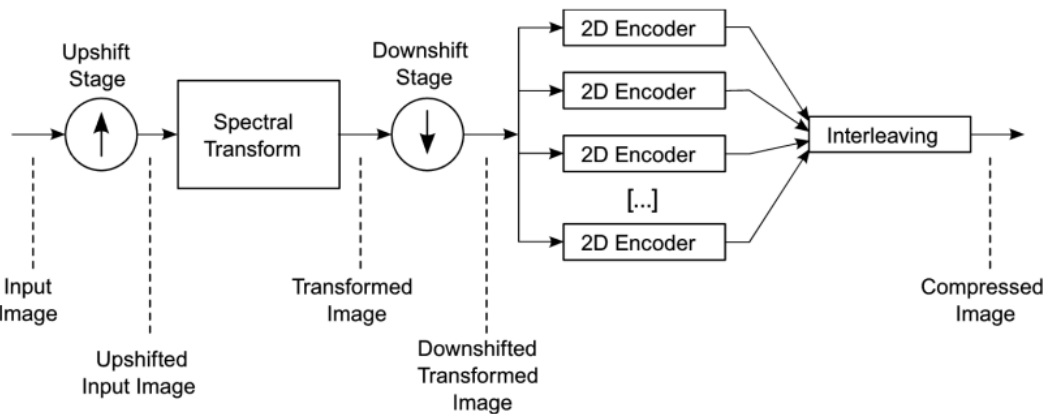 2D Encoder
Upshift
Stage
Downshift
Stage
2D Encoder
Spectral
Transform
2D Encoder
Interleaving
[...]
2D Encoder
Input
Image
Transformed
Image
Compressed
Image
Upshifted
Input Image
Downshifted
Transformed
Image